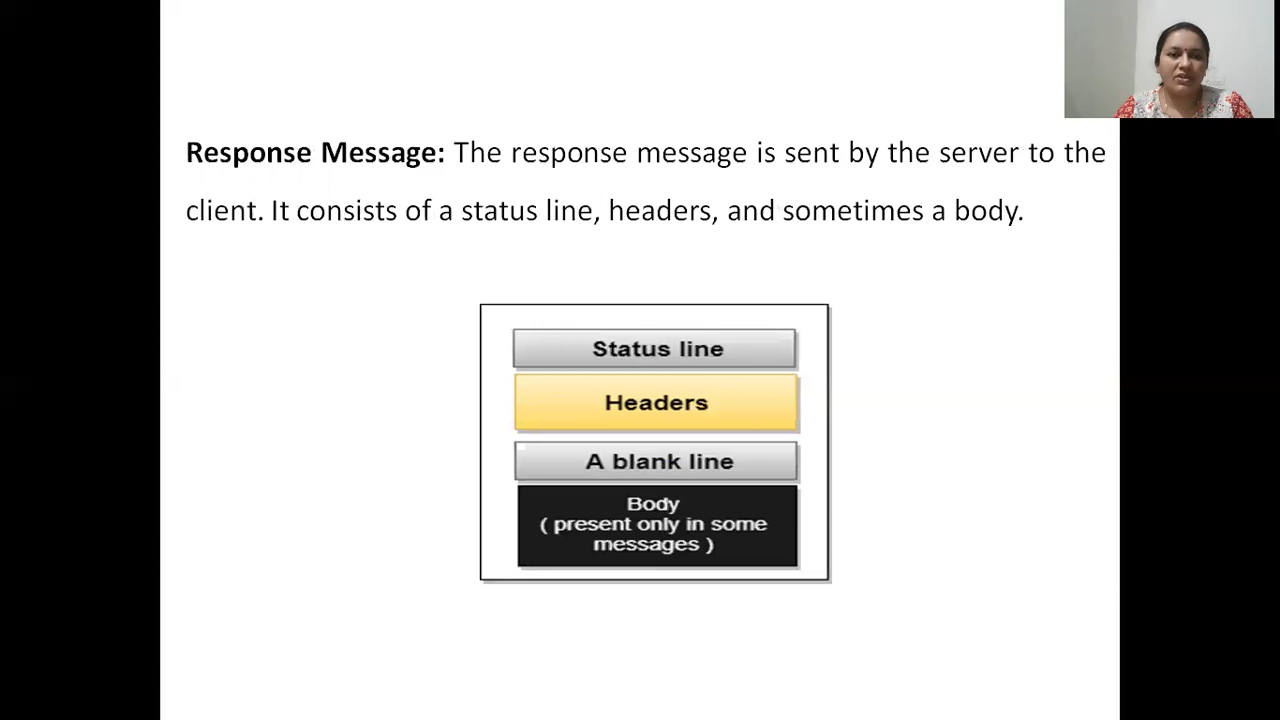 Response Message: The response message is sent by the server to the
client. It consists of a status line, headers, and sometimes a body.
Status line
Headers
A blank line
Body
( present only in some
messages )